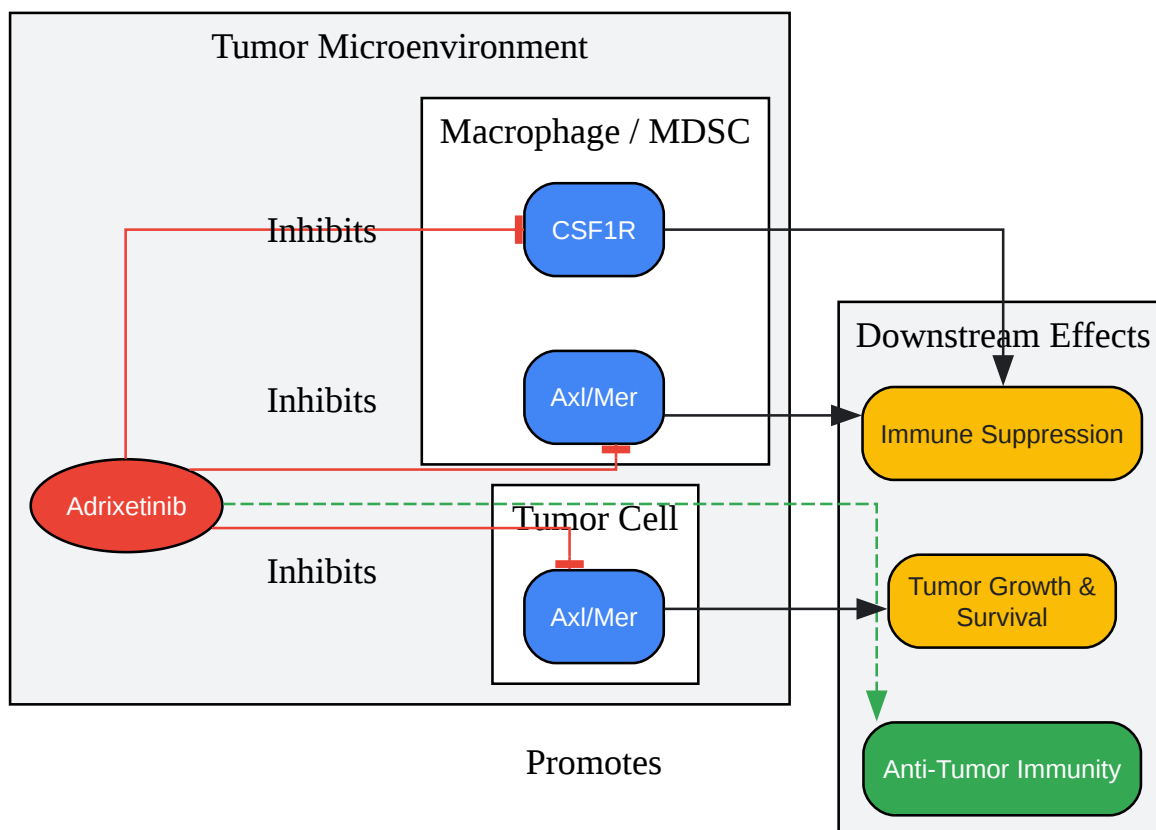 Tumor Microenvironment
Macrophage / MDSC
Inhibits
CSF1R
Downstream Effects
Inhibits
Axl/Mer
Immune Suppression
Adrixetinib
Tumor Cell
Inhibits
Axl/Mer
Tumor Growth &
Survival
Promotes
Anti-Tumor Immunity